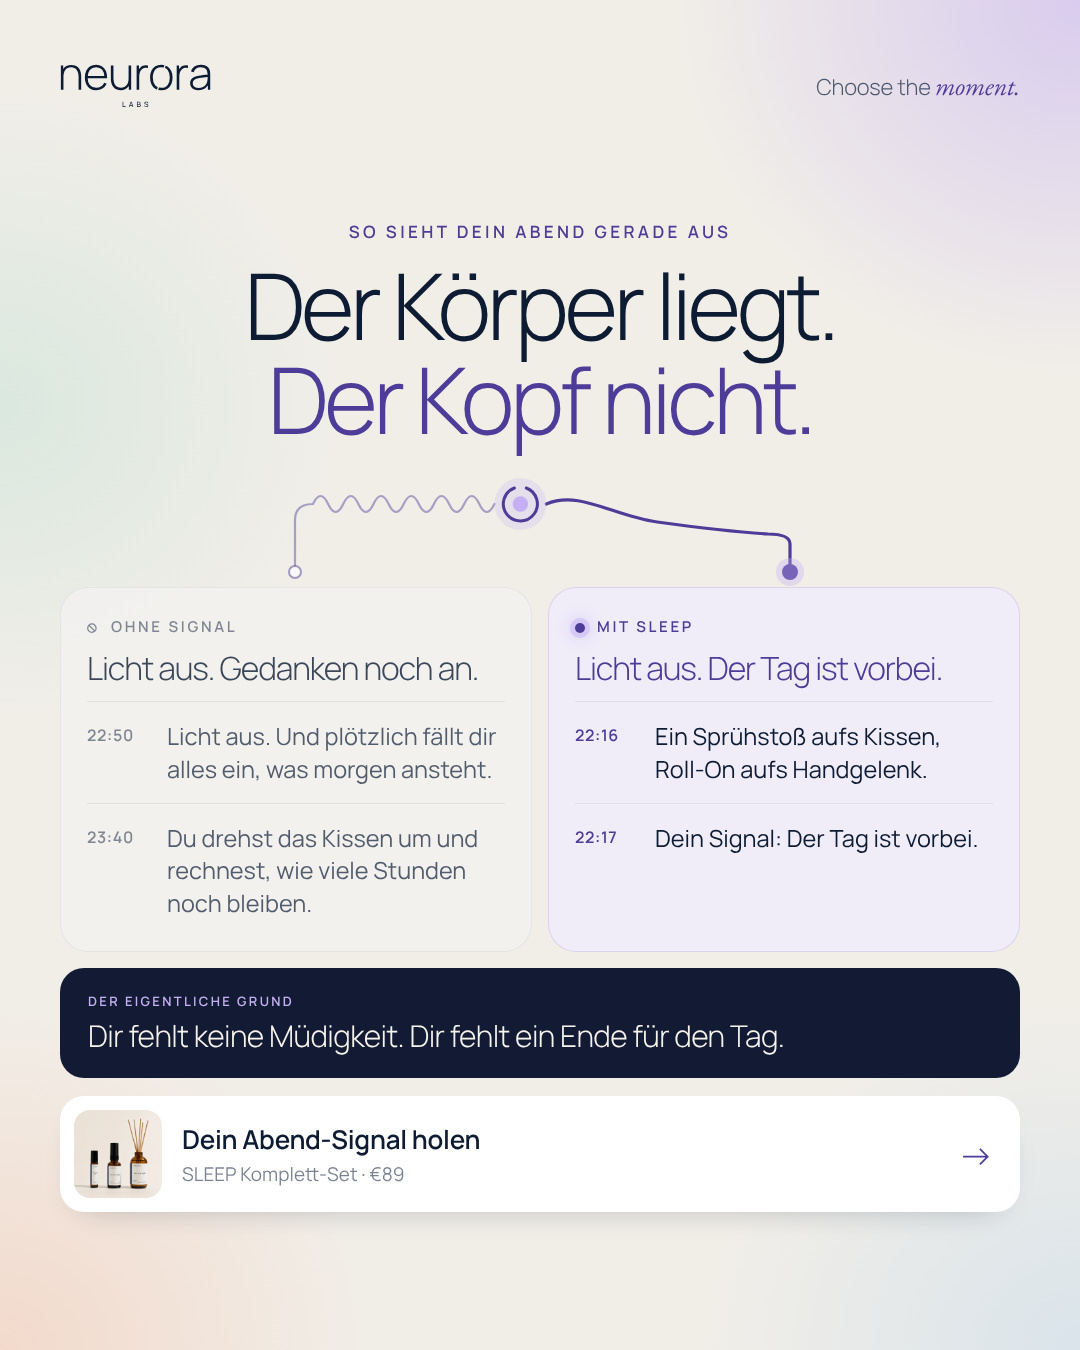 neurora
LABS
Choose the moment.
SO SIEHT DEIN ABEND GERADE AUS
Der Körper liegt.
Der Kopf nicht.
OHNE SIGNAL
Licht aus. Gedanken noch an.
22:50 Licht aus. Und plötzlich fällt dir
alles ein, was morgen ansteht.
23:40 Du drehst das Kissen um und
rechnest, wie viele Stunden
noch bleiben.
MIT SLEEP
Licht aus. Der Tag ist vorbei.
22:16 Ein Sprühstoß aufs Kissen,
Roll-On aufs Handgelenk.
22:17 Dein Signal: Der Tag ist vorbei.
DER EIGENTLICHE GRUND
Dir fehlt keine Müdigkeit. Dir fehlt ein Ende für den Tag.
Dein Abend-Signal holen
SLEEP Komplett-Set · €89